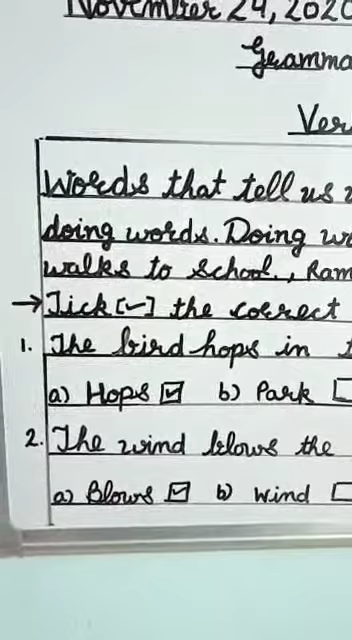 November 24, 2020
Gramma
Ver
Words that tell us
doing words. Doing
walks to school., Ram
→ Tick [✓] the correct
1. The bird hops in
a) Hops ☑ b) Park ☐
2. The wind blows the
a) Blows ☑ b) wind ☐